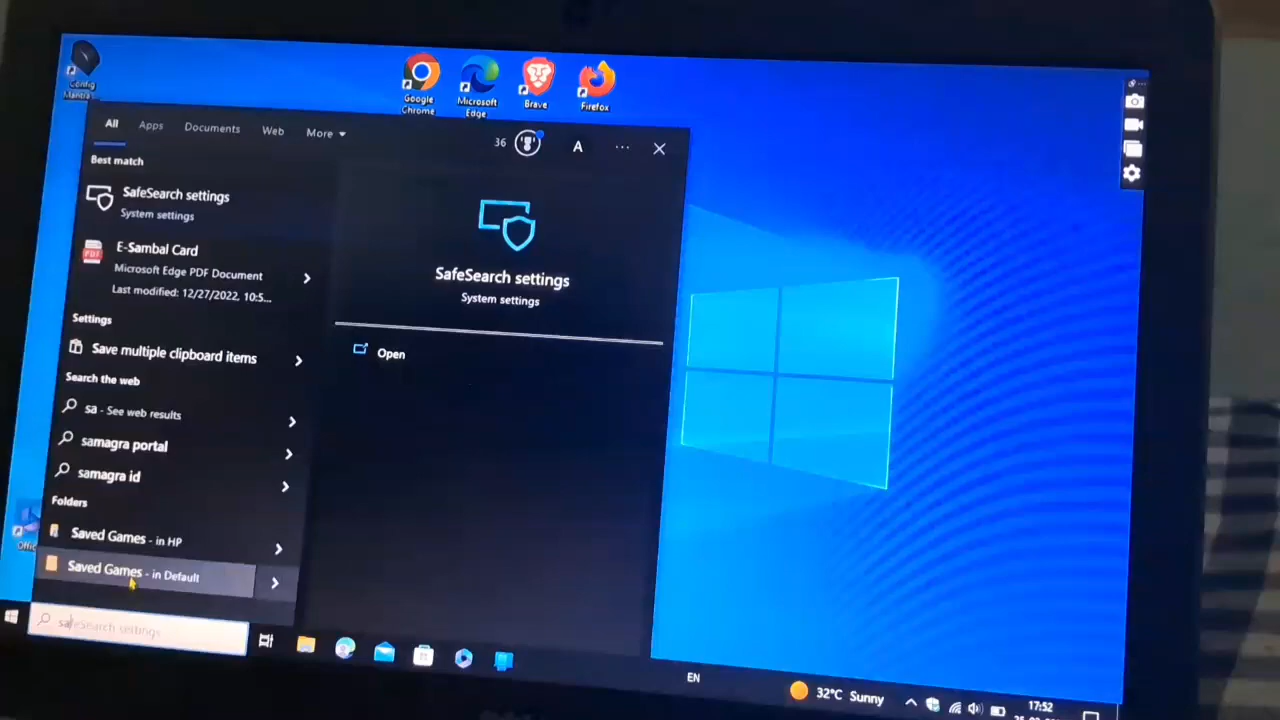 Config
Google
Chrome
Microsoft
Edge
Brave
Firefox
All
Apps
Documents
Web
More
36
A
Best match
SafeSearch settings
System settings
E-Sambal Card
Microsoft Edge PDF Document
Last modified: 12/27/2022, 10:5...
Settings
Save multiple clipboard items
Search the web
sa - See web results
samagra portal
samagra id
Folders
Saved Games - in HP
Saved Games - in Default
SafeSearch settings
System settings
Open
safeSearch settings
EN
32°C Sunny
17:52